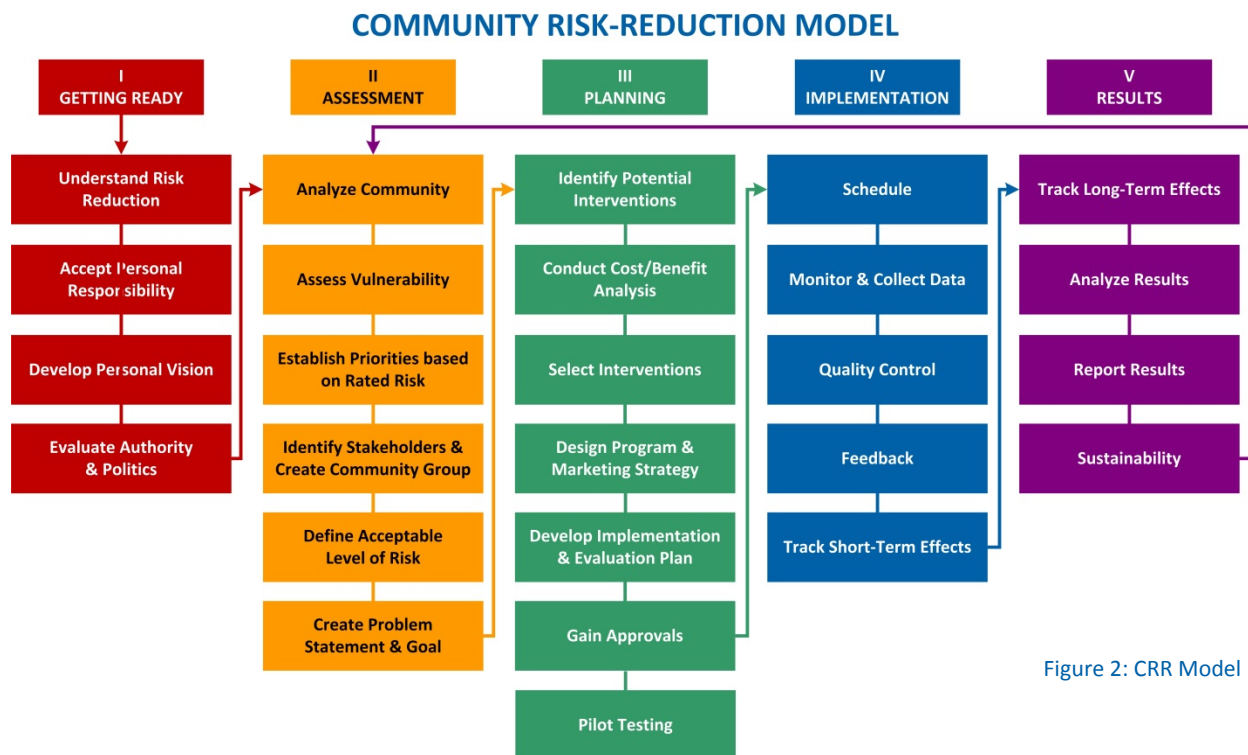 COMMUNITY RISK-REDUCTION MODEL
I
GETTING READY
Understand Risk
Reduction
Accept Personal
Responsibility
Develop Personal Vision
Evaluate Authority
& Politics
II
ASSESSMENT
Analyze Community
Assess Vulnerability
Establish Priorities based
on Rated Risk
Identify Stakeholders &
Create Community Group
Define Acceptable
Level of Risk
Create Problem
Statement & Goal
III
PLANNING
Identify Potential
Interventions
Conduct Cost/Benefit
Analysis
Select Interventions
Design Program &
Marketing Strategy
Develop Implementation
& Evaluation Plan
Gain Approvals
Pilot Testing
IV
IMPLEMENTATION
Schedule
Monitor & Collect Data
Quality Control
Feedback
Track Short-Term Effects
V
RESULTS
Track Long-Term Effects
Analyze Results
Report Results
Sustainability
Figure 2: CRR Model